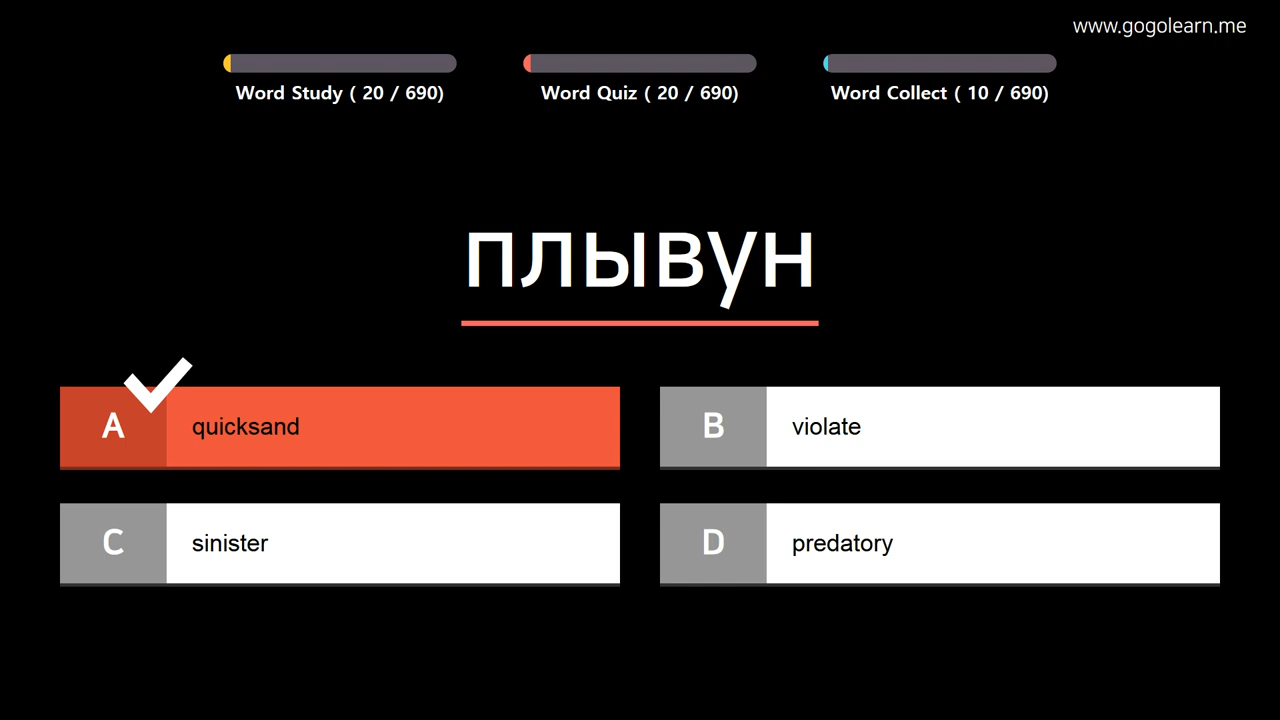 www.gogolearn.me
Word Study ( 20 / 690)
Word Quiz ( 20 / 690)
Word Collect ( 10 / 690)
плывун
A quicksand
B violate
C sinister
D predatory